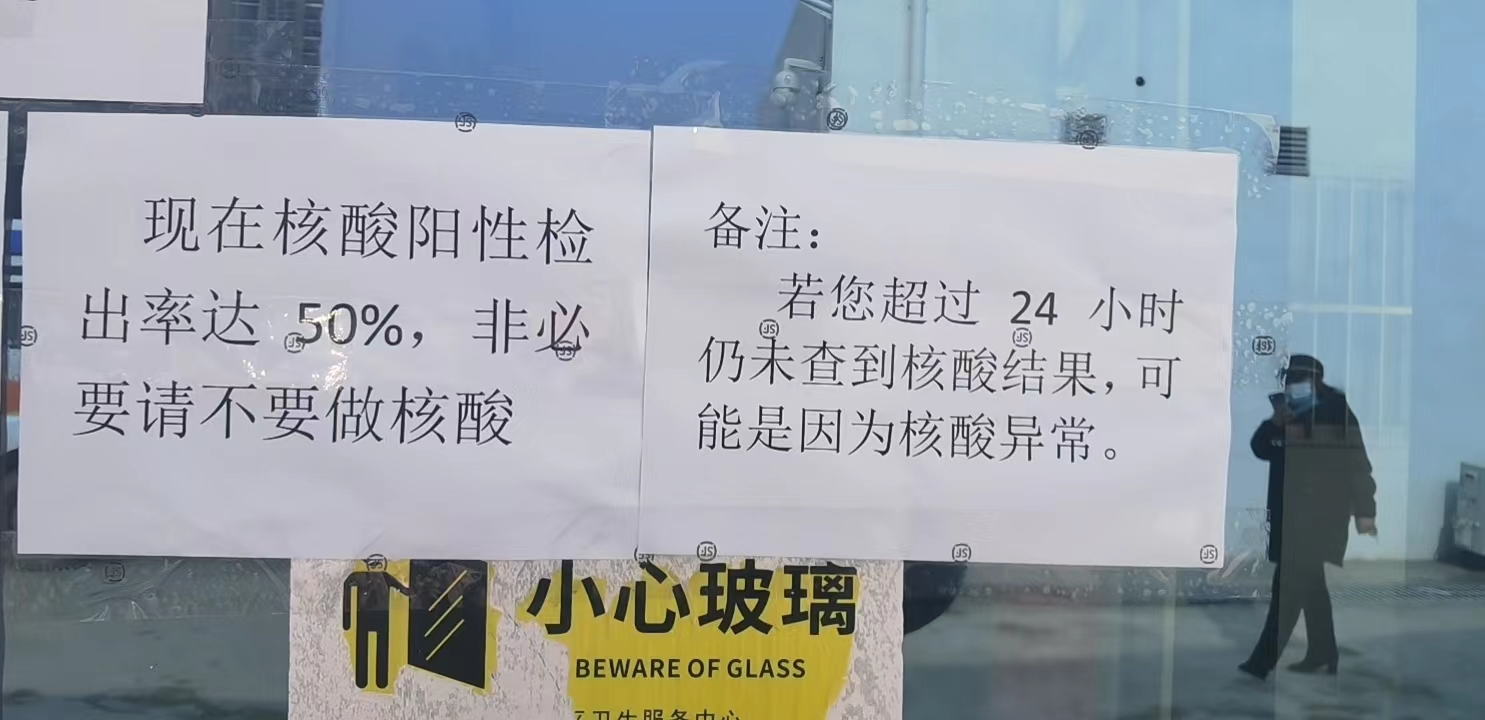 现在核酸阳性检
出率达 50%，非必
要请不要做核酸
备注：
若您超过 24 小时
仍未查到核酸结果，可
能是因为核酸异常。
小心玻璃
BEWARE OF GLASS
卫生服务中心